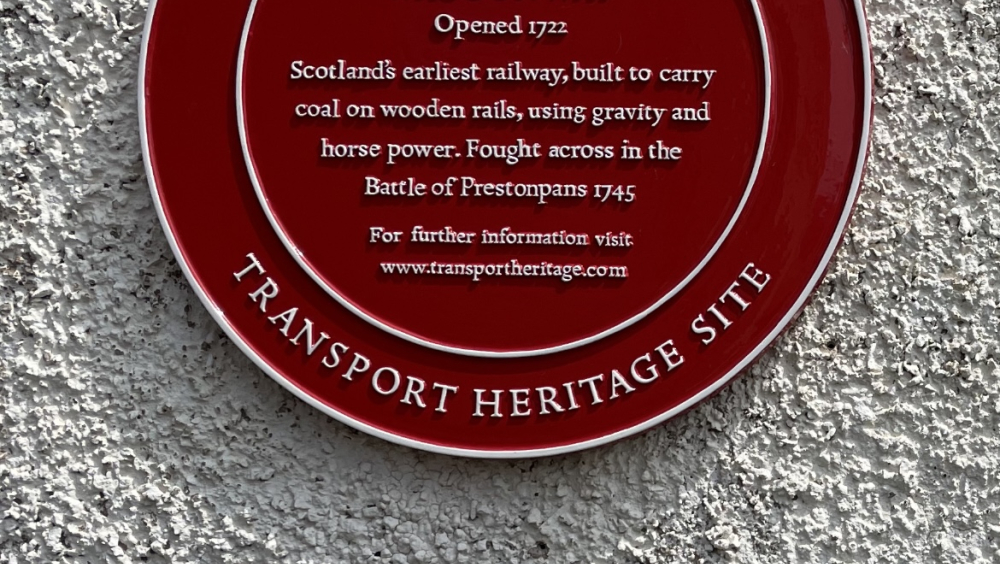 Opened 1722
Scotland's earliest railway, built to carry
coal on wooden rails, using gravity and
horse power. Fought across in the
Battle of Prestonpans 1745
For further information visit
www.transportheritage.com
TRANSPORT HERITAGE SITE